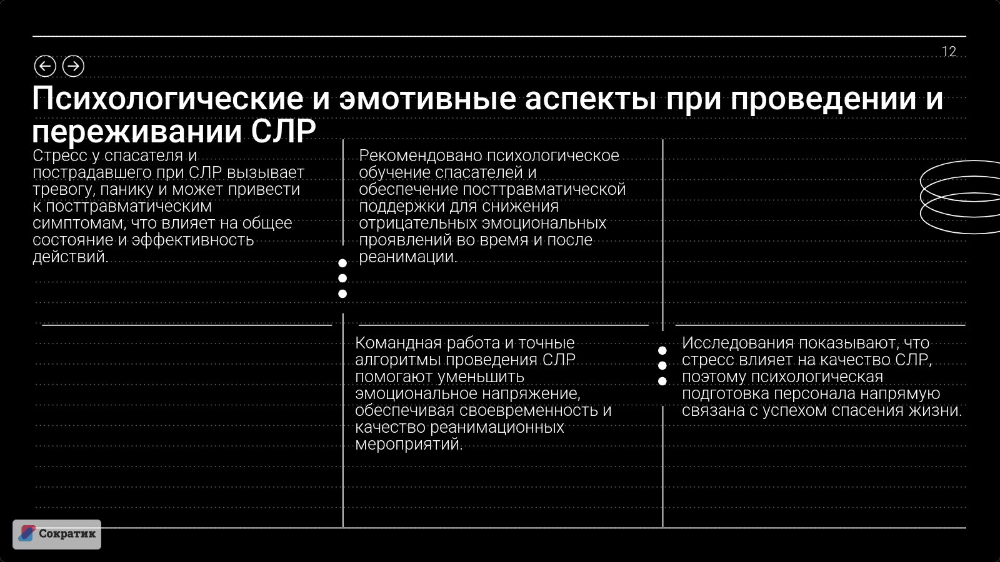 12
Психологические и эмотивные аспекты при проведении и
переживании СЛР
Стресс у спасателя и
пострадавшего при СЛР вызывает
тревогу, панику и может привести
к посттравматическим
симптомам, что влияет на общее
состояние и эффективность
действий.
Рекомендовано психологическое
обучение спасателей и
обеспечение посттравматической
поддержки для снижения
отрицательных эмоциональных
проявлений во время и после
реанимации.
Командная работа и точные
алгоритмы проведения СЛР
помогают уменьшить
эмоциональное напряжение,
обеспечивая своевременность и
качество реанимационных
мероприятий.
Исследования показывают, что
стресс влияет на качество СЛР,
поэтому психологическая
подготовка персонала напрямую
связана с успехом спасения жизни.
Сократик